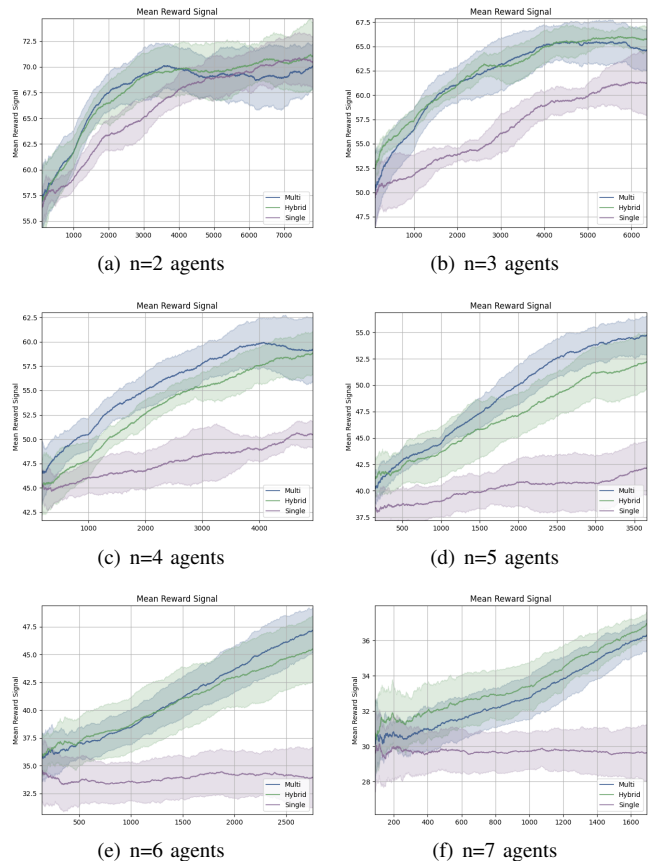 Mean Reward Signal
Mean Reward Signal
72.5
70.0
67.5
65.0
62.5
60.0
57.5
55.0
Mean Reward Signal
1000 2000 3000 4000 5000 6000 7000
Multi
Hybrid
Single
67.5
65.0
62.5
60.0
57.5
55.0
52.5
50.0
47.5
Mean Reward Signal
0 1000 2000 3000 4000 5000 6000
Multi
Hybrid
Single
(a) n=2 agents
(b) n=3 agents
Mean Reward Signal
Mean Reward Signal
62.5
60.0
57.5
55.0
52.5
50.0
47.5
45.0
42.5
Mean Reward Signal
1000 2000 3000 4000
Multi
Hybrid
Single
55.0
52.5
50.0
47.5
45.0
42.5
40.0
37.5
Mean Reward Signal
500 1000 1500 2000 2500 3000 3500
Multi
Hybrid
Single
(c) n=4 agents
(d) n=5 agents
Mean Reward Signal
Mean Reward Signal
47.5
45.0
42.5
40.0
37.5
35.0
32.5
Mean Reward Signal
500 1000 1500 2000 2500
Multi
Hybrid
Single
36
34
32
30
28
Mean Reward Signal
200 400 600 800 1000 1200 1400 1600
Multi
Hybrid
Single
(e) n=6 agents
(f) n=7 agents